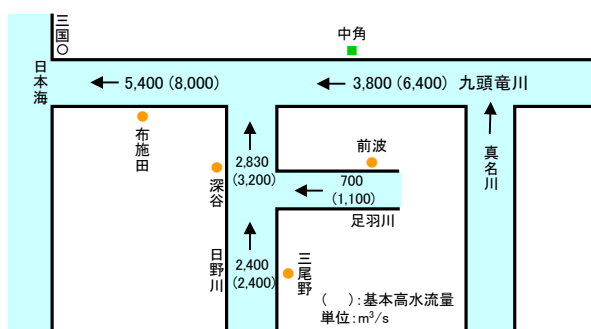 三国
中角
日本海
5,400 (8,000)
3,800 (6,400)
九頭竜川
布施田
深谷
2,830
(3,200)
前波
700
(1,100)
足羽川
真名川
日野川
2,400
(2,400)
三尾野
(　):基本高水流量
単位:m³/s